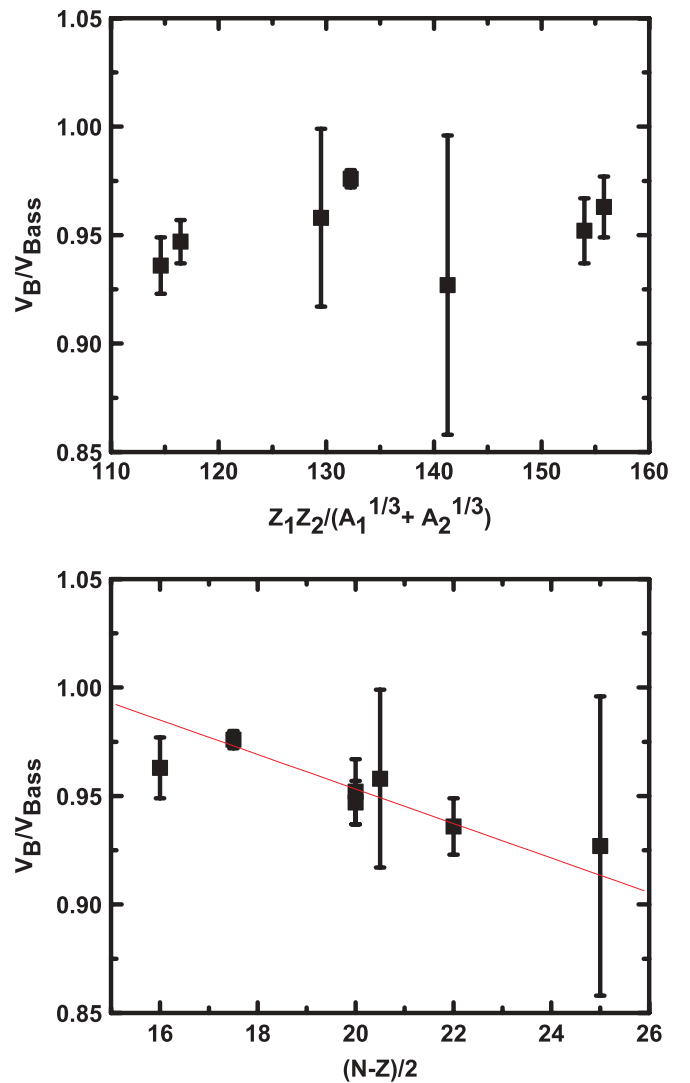 1.05
1.00
0.95
0.90
0.85
V_B/V_Bass
110 120 130 140 150 160
Z_1Z_2/(A_1^1/3+ A_2^1/3)
1.05
1.00
0.95
0.90
0.85
V_B/V_Bass
16 18 20 22 24 26
(N-Z)/2